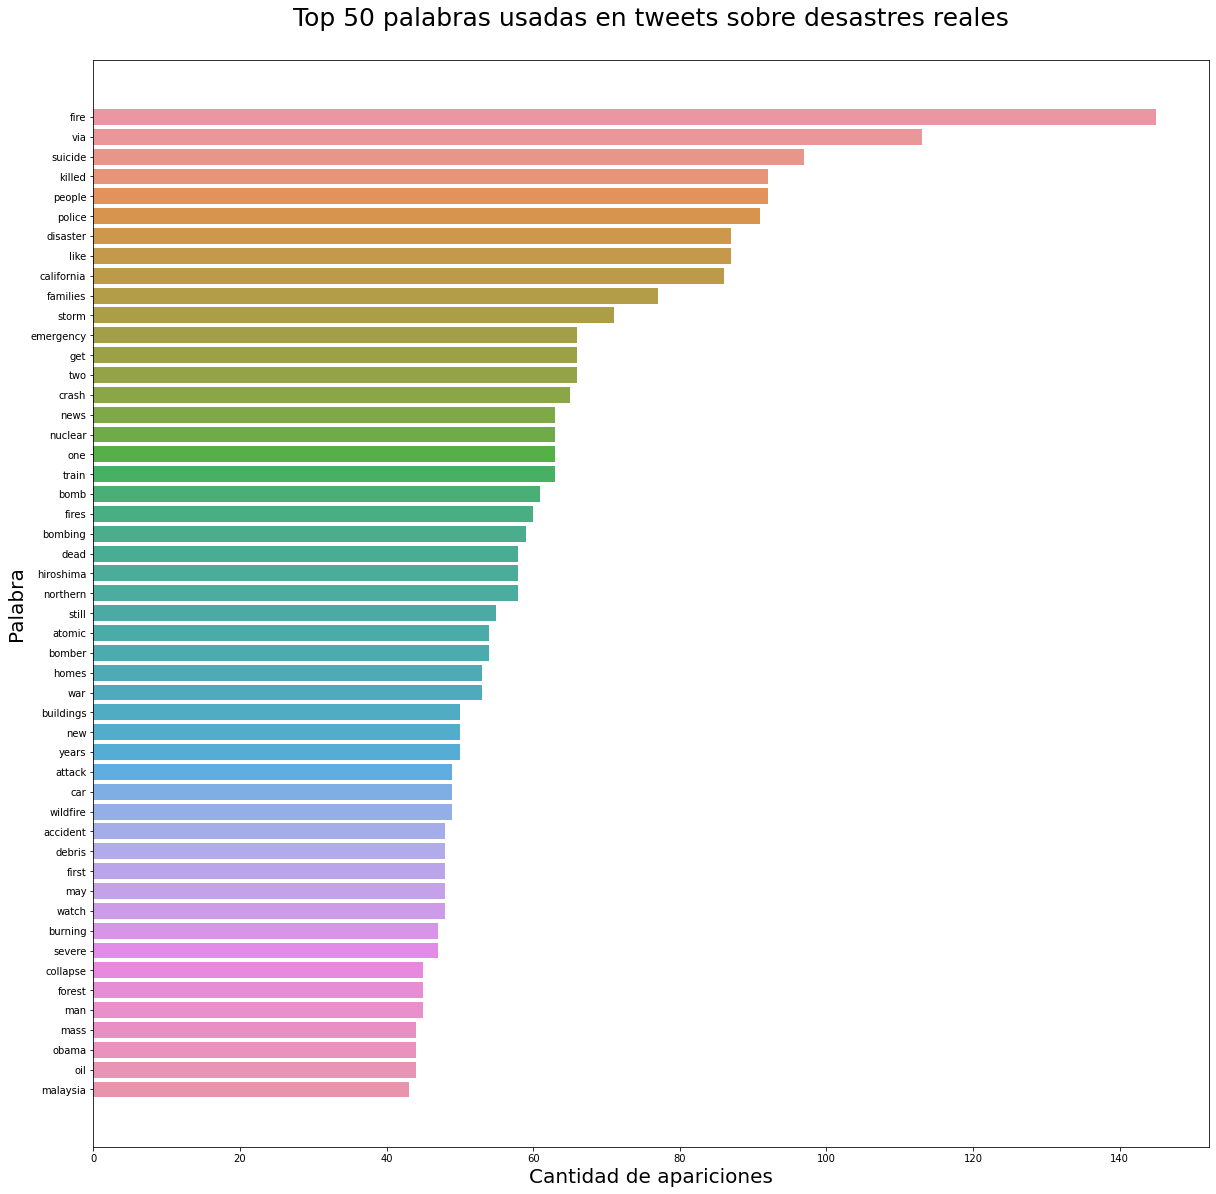 Top 50 palabras usadas en tweets sobre desastres reales
Palabra
fire
via
suicide
killed
people
police
disaster
like
california
families
storm
emergency
get
two
crash
news
nuclear
one
train
bomb
fires
bombing
dead
hiroshima
northern
still
atomic
bomber
homes
war
buildings
new
years
attack
car
wildfire
accident
debris
first
may
watch
burning
severe
collapse
forest
man
mass
obama
oil
malaysia
0 20 40 60 80 100 120 140
Cantidad de apariciones